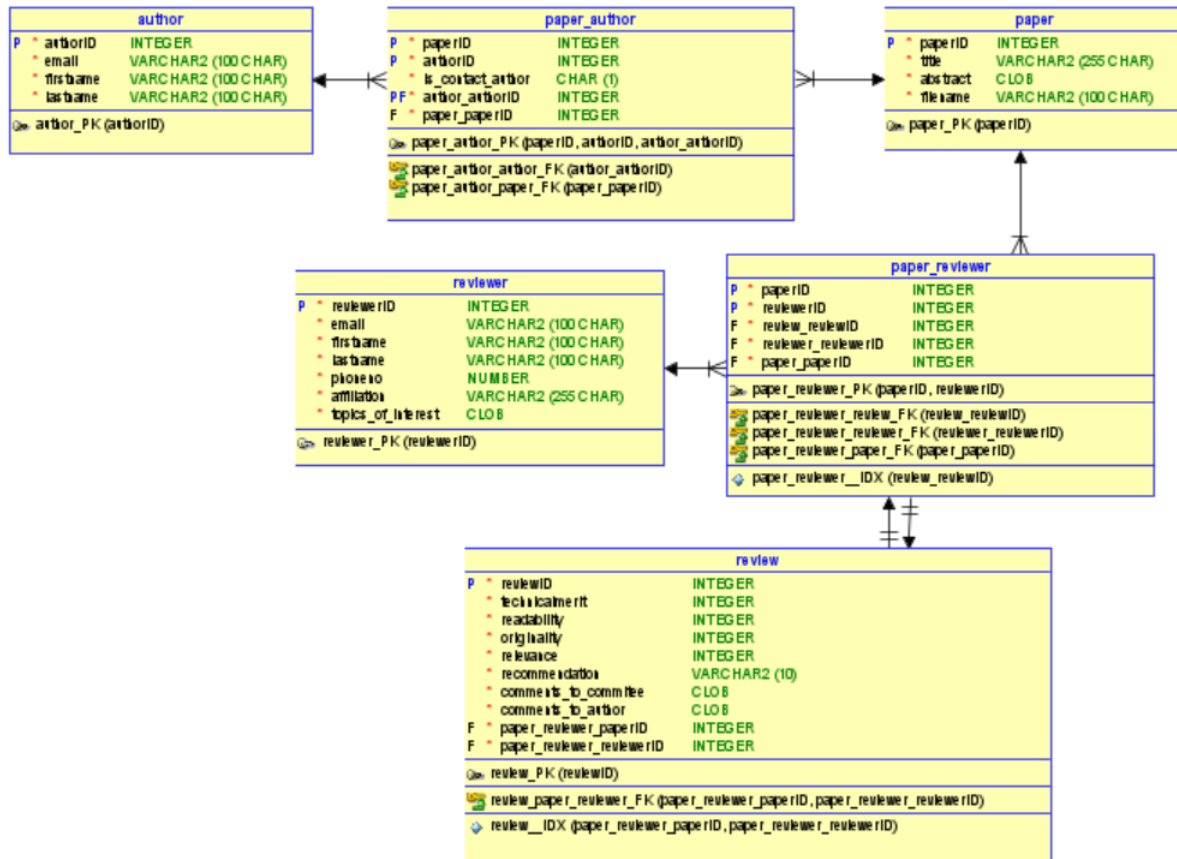 author
P * authorID INTEGER
* email VARCHAR2 (100 CHAR)
* firstname VARCHAR2 (100 CHAR)
* lastname VARCHAR2 (100 CHAR)
author_PK (authorID)
paper_author
P * paperID INTEGER
P * authorID INTEGER
* is_contact_author CHAR (1)
PF * author_authorID INTEGER
F * paper_paperID INTEGER
paper_author_PK (paperID, authorID, author_authorID)
paper_author_author_FK (author_authorID)
paper_author_paper_FK (paper_paperID)
paper
P * paperID INTEGER
* title VARCHAR2 (255 CHAR)
* abstract CLOB
* filename VARCHAR2 (100 CHAR)
paper_PK (paperID)
reviewer
P * reviewerID INTEGER
* email VARCHAR2 (100 CHAR)
* firstname VARCHAR2 (100 CHAR)
* lastname VARCHAR2 (100 CHAR)
* phoneno NUMBER
* affiliation VARCHAR2 (255 CHAR)
* topics_of_interest CLOB
reviewer_PK (reviewerID)
paper_reviewer
P * paperID INTEGER
P * reviewerID INTEGER
F * review_reviewID INTEGER
F * reviewer_reviewerID INTEGER
F * paper_paperID INTEGER
paper_reviewer_PK (paperID, reviewerID)
paper_reviewer_review_FK (review_reviewID)
paper_reviewer_reviewer_FK (reviewer_reviewerID)
paper_reviewer_paper_FK (paper_paperID)
paper_reviewer__IDX (review_reviewID)
review
P * reviewID INTEGER
* technicalmerit INTEGER
* readability INTEGER
* originality INTEGER
* relevance INTEGER
* recommendation VARCHAR2 (10)
* comments_to_commitee CLOB
* comments_to_author CLOB
F * paper_reviewer_paperID INTEGER
F * paper_reviewer_reviewerID INTEGER
review_PK (reviewID)
review_paper_reviewer_FK (paper_reviewer_paperID, paper_reviewer_reviewerID)
review__IDX (paper_reviewer_paperID, paper_reviewer_reviewerID)